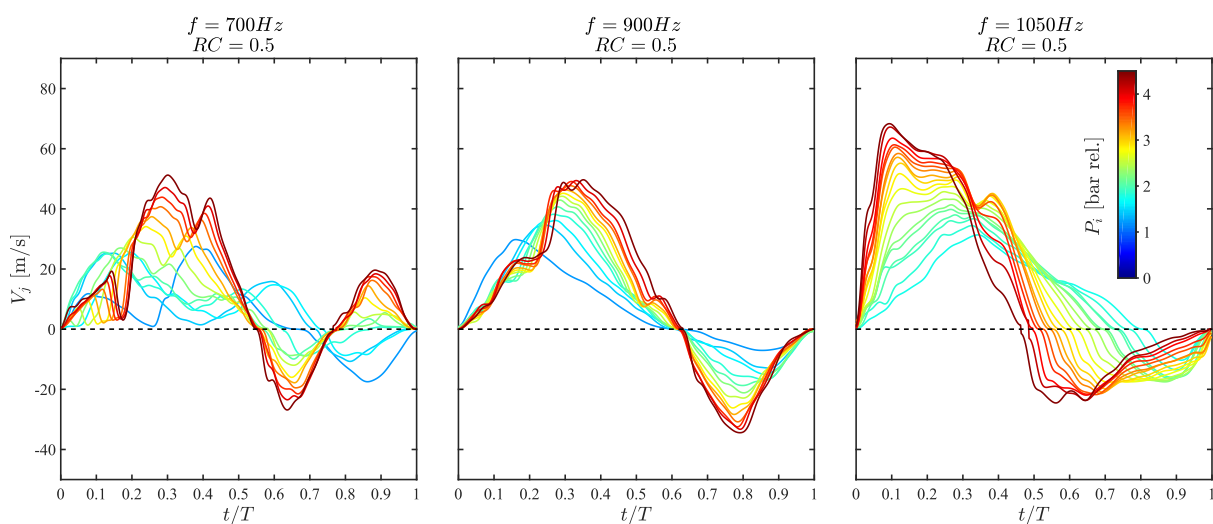 f = 700Hz
RC = 0.5
f = 900Hz
RC = 0.5
f = 1050Hz
RC = 0.5
80
60
40
20
0
-20
-40
V_j [m/s]
0 0.1 0.2 0.3 0.4 0.5 0.6 0.7 0.8 0.9 1
t/T
0 0.1 0.2 0.3 0.4 0.5 0.6 0.7 0.8 0.9 1
t/T
0 0.1 0.2 0.3 0.4 0.5 0.6 0.7 0.8 0.9 1
t/T
4
3
2
1
0
P_i [bar rel.]